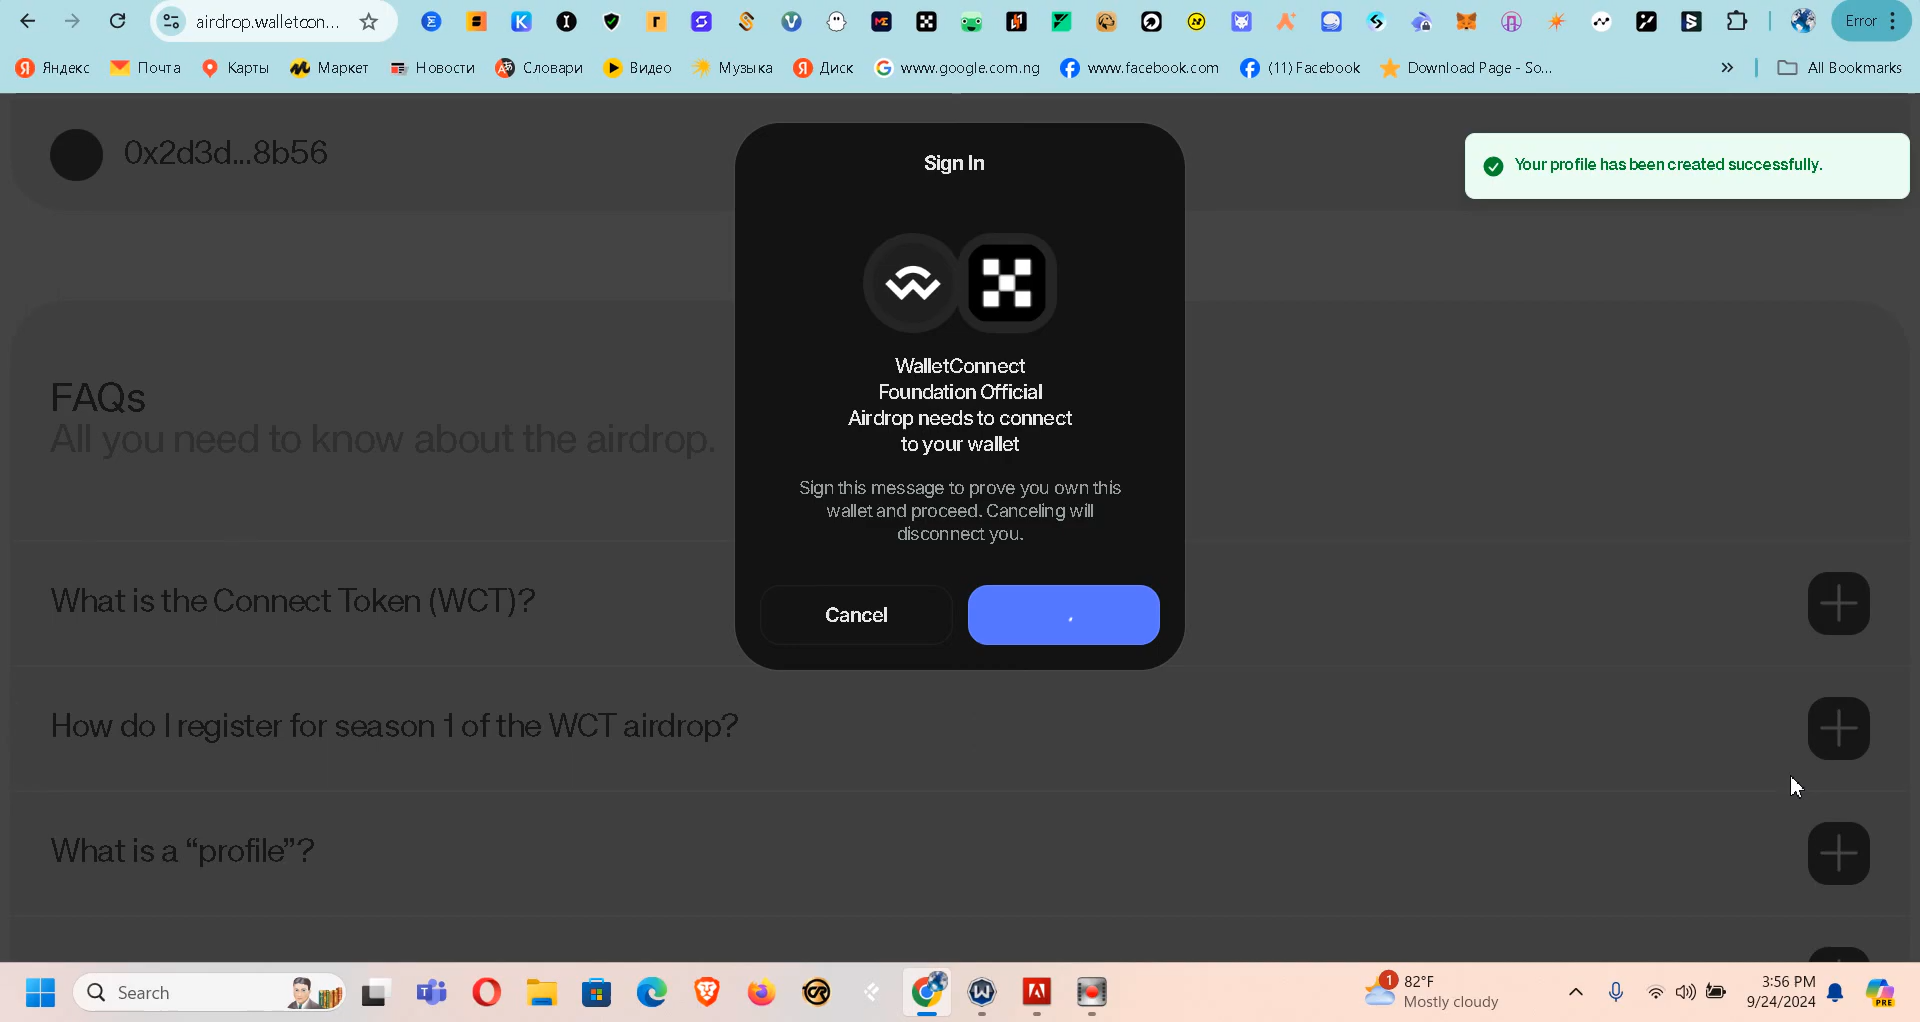 airdrop.walletcon...
Error
Яндекс
Почта
Карты
Маркет
Новости
Словари
Видео
Музыка
Диск
www.google.com.ng
www.facebook.com
(11) Facebook
Download Page - So...
All Bookmarks
0x2d3d...8b56
Sign In
Your profile has been created successfully.
WalletConnect
Foundation Official
Airdrop needs to connect
to your wallet
Sign this message to prove you own this
wallet and proceed. Canceling will
disconnect you.
Cancel
FAQs
All you need to know about the airdrop.
What is the Connect Token (WCT)?
How do I register for season 1 of the WCT airdrop?
What is a “profile”?
Search
1
82°F
Mostly cloudy
3:56 PM
9/24/2024
PRE